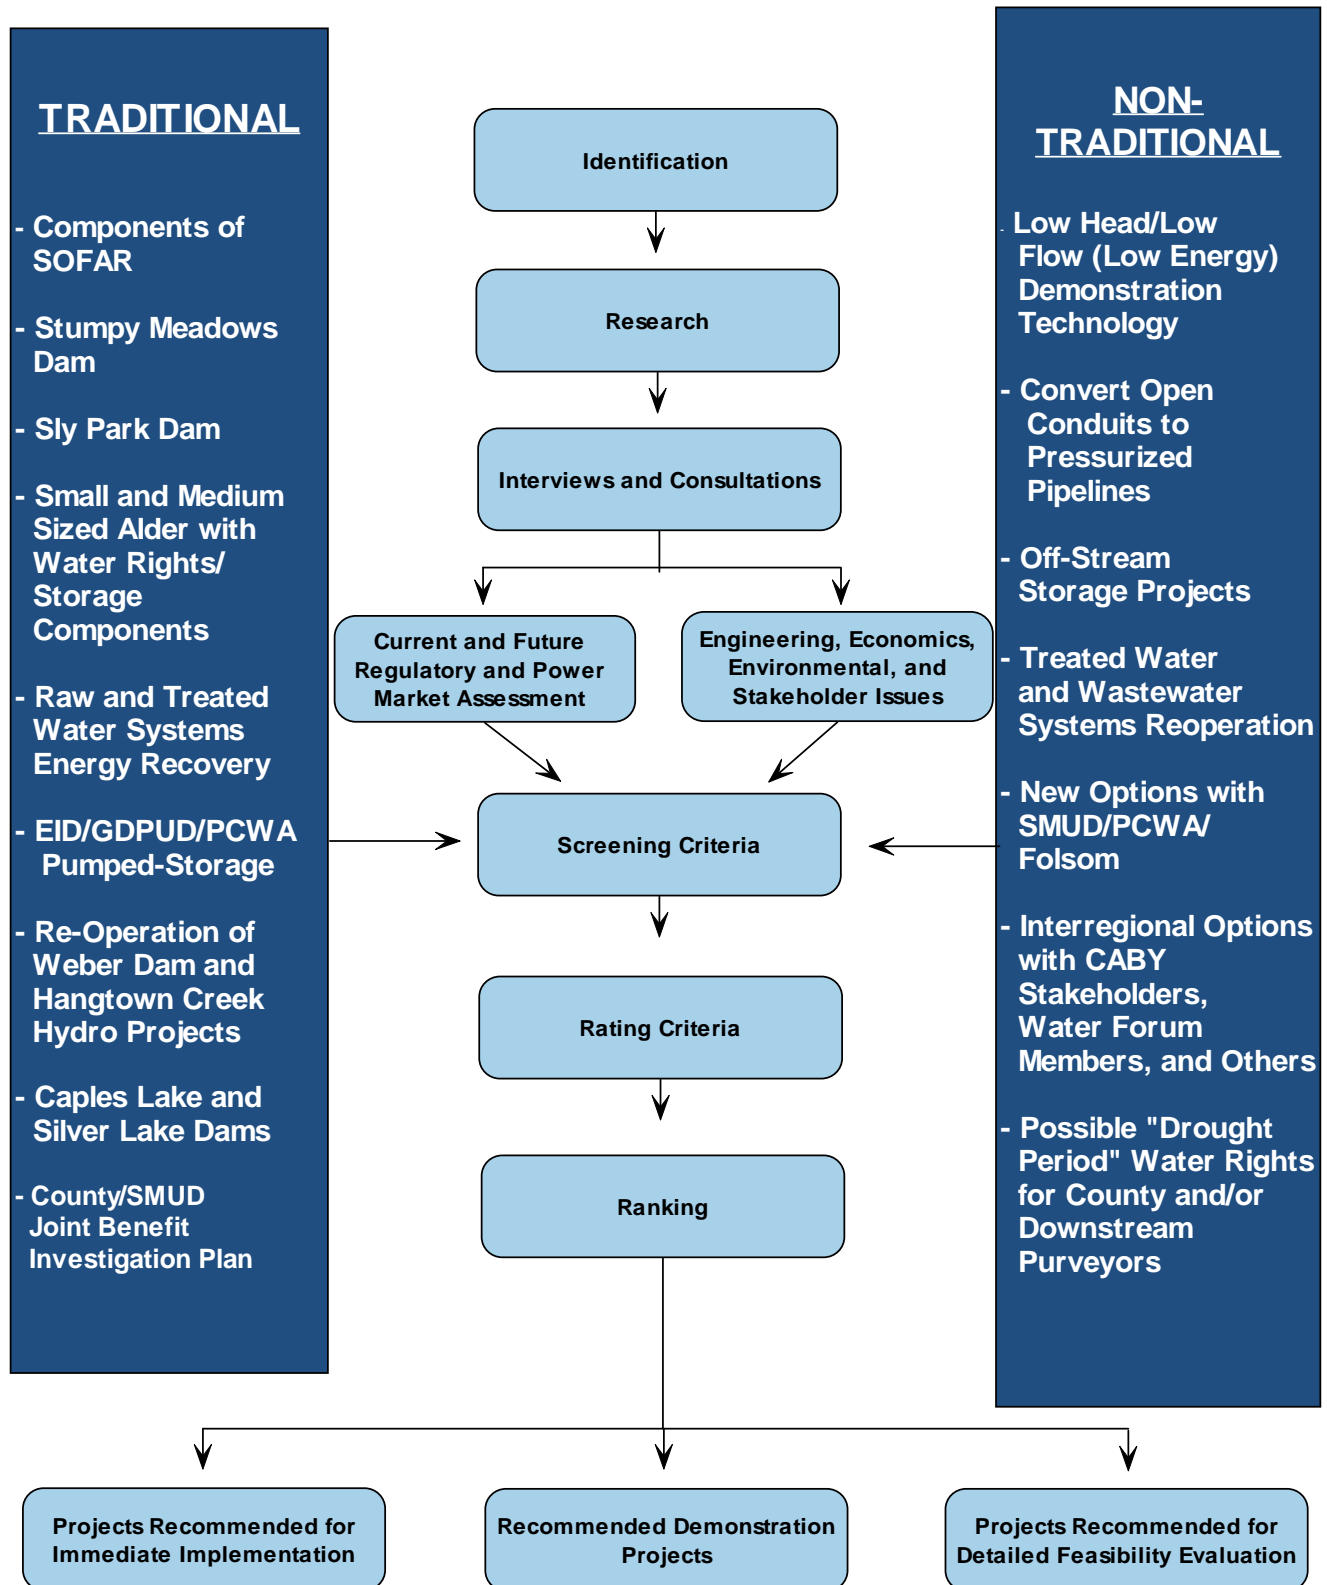 TRADITIONAL
- Components of
SOFAR
- Stumpy Meadows
Dam
- Sly Park Dam
- Small and Medium
Sized Alder with
Water Rights/
Storage
Components
- Raw and Treated
Water Systems
Energy Recovery
- EID/GDPUD/PCWA
Pumped-Storage
- Re-Operation of
Weber Dam and
Hangtown Creek
Hydro Projects
- Caples Lake and
Silver Lake Dams
- County/SMUD
Joint Benefit
Investigation Plan
Identification
Research
Interviews and Consultations
Current and Future
Regulatory and Power
Market Assessment
Engineering, Economics,
Environmental, and
Stakeholder Issues
Screening Criteria
Rating Criteria
Ranking
NON-
TRADITIONAL
- Low Head/Low
Flow (Low Energy)
Demonstration
Technology
- Convert Open
Conduits to
Pressurized
Pipelines
- Off-Stream
Storage Projects
- Treated Water
and Wastewater
Systems Reoperation
- New Options with
SMUD/PCWA/
Folsom
- Interregional Options
with CABY
Stakeholders,
Water Forum
Members, and Others
- Possible "Drought
Period" Water Rights
for County and/or
Downstream
Purveyors
Projects Recommended for
Immediate Implementation
Recommended Demonstration
Projects
Projects Recommended for
Detailed Feasibility Evaluation